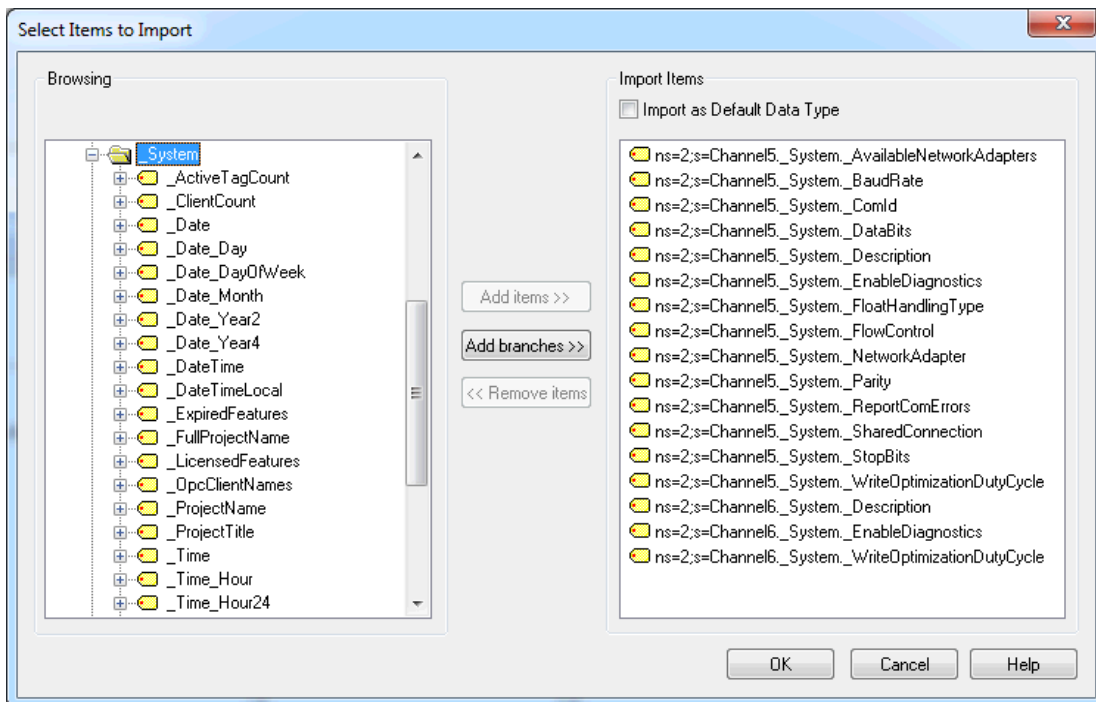 Select Items to Import
Browsing
_System
_ActiveTagCount
_ClientCount
_Date
_Date_Day
_Date_DayOfWeek
_Date_Month
_Date_Year2
_Date_Year4
_DateTime
_DateTimeLocal
_ExpiredFeatures
_FullProjectName
_LicensedFeatures
_OpcClientNames
_ProjectName
_ProjectTitle
_Time
_Time_Hour
_Time_Hour24
Add items >>
Add branches >>
<< Remove items
Import Items
Import as Default Data Type
ns=2;s=Channel5._System._AvailableNetworkAdapters
ns=2;s=Channel5._System._BaudRate
ns=2;s=Channel5._System._ComId
ns=2;s=Channel5._System._DataBits
ns=2;s=Channel5._System._Description
ns=2;s=Channel5._System._EnableDiagnostics
ns=2;s=Channel5._System._FloatHandlingType
ns=2;s=Channel5._System._FlowControl
ns=2;s=Channel5._System._NetworkAdapter
ns=2;s=Channel5._System._Parity
ns=2;s=Channel5._System._ReportComErrors
ns=2;s=Channel5._System._SharedConnection
ns=2;s=Channel5._System._StopBits
ns=2;s=Channel5._System._WriteOptimizationDutyCycle
ns=2;s=Channel6._System._Description
ns=2;s=Channel6._System._EnableDiagnostics
ns=2;s=Channel6._System._WriteOptimizationDutyCycle
OK
Cancel
Help